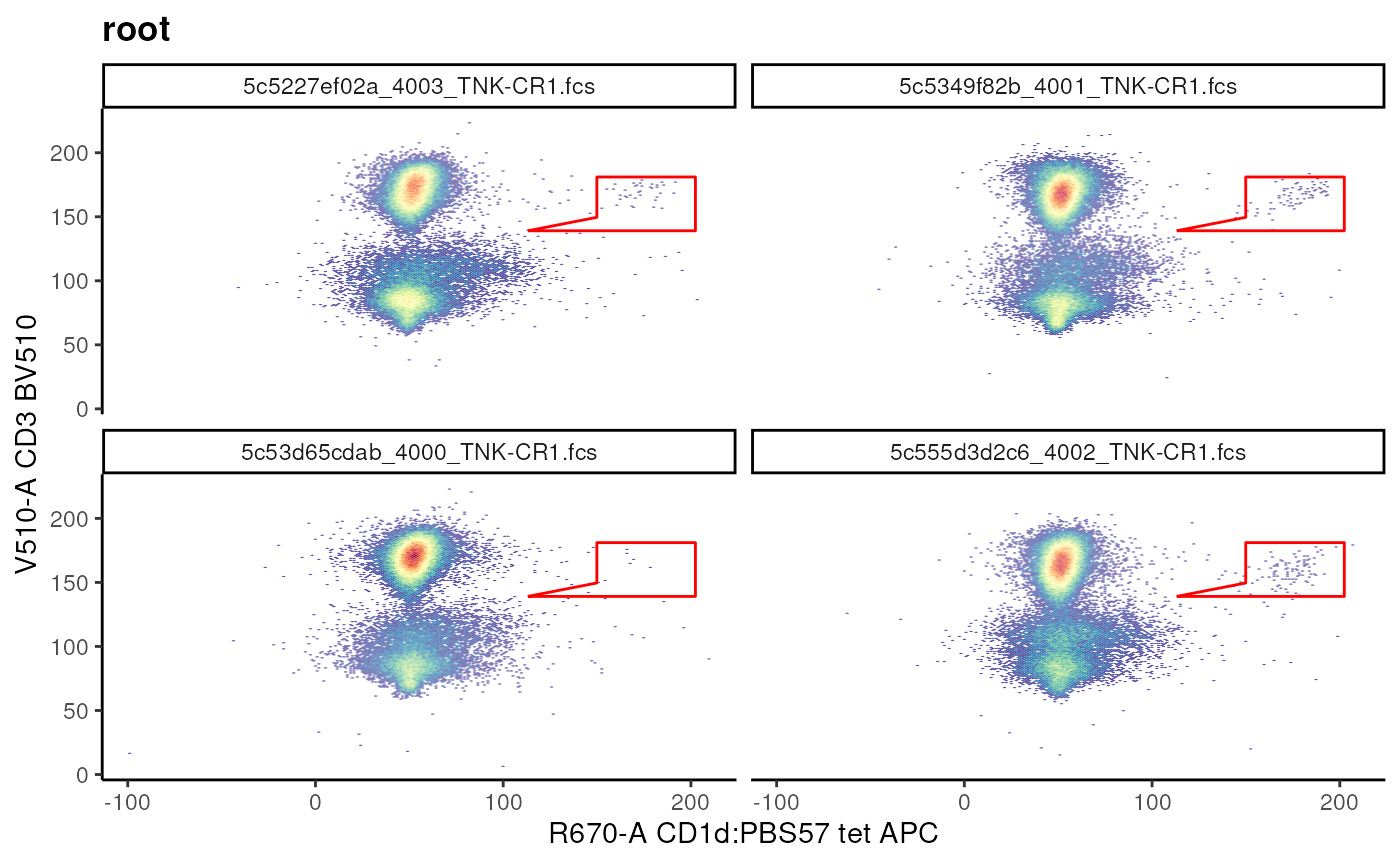 root
5c5227ef02a_4003_TNK-CR1.fcs
5c5349f82b_4001_TNK-CR1.fcs
200
150
100
50
0
V510-A CD3 BV510
5c53d65cdab_4000_TNK-CR1.fcs
5c555d3d2c6_4002_TNK-CR1.fcs
200
150
100
50
0
-100
0
100
200
-100
0
100
200
R670-A CD1d:PBS57 tet APC